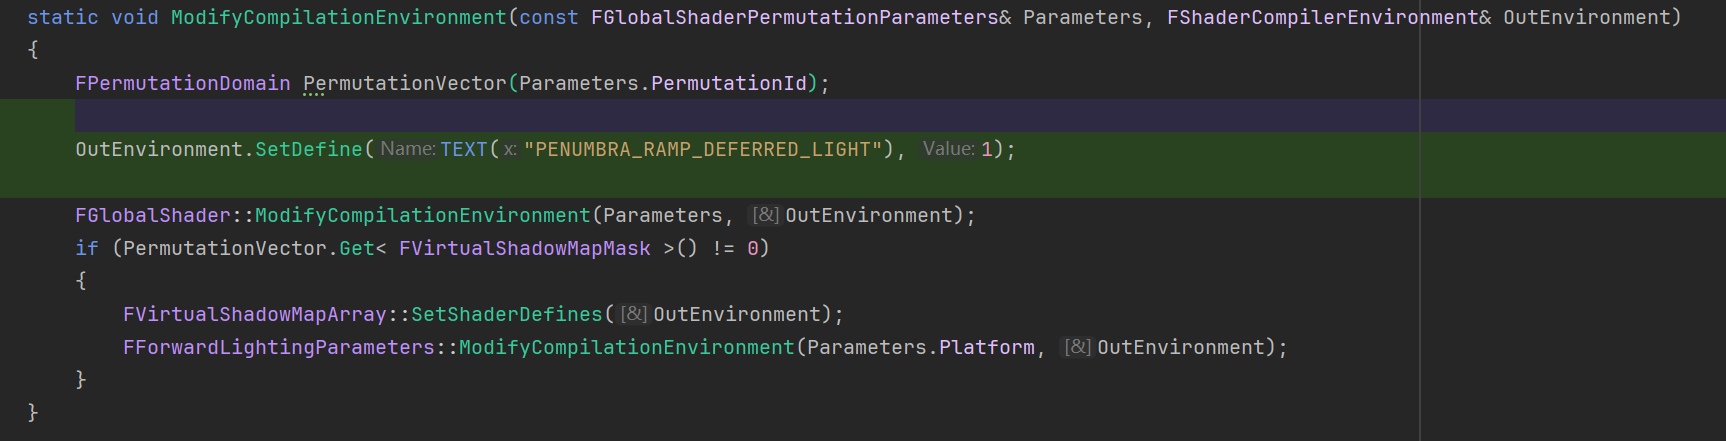 static void ModifyCompilationEnvironment(const FGlobalShaderPermutationParameters& Parameters, FShaderCompilerEnvironment& OutEnvironment)
{
FPermutationDomain PermutationVector(Parameters.PermutationId);
OutEnvironment.SetDefine( Name: TEXT( x: "PENUMBRA_RAMP_DEFERRED_LIGHT"), Value: 1);
FGlobalShader::ModifyCompilationEnvironment(Parameters, [&] OutEnvironment);
if (PermutationVector.Get< FVirtualShadowMapMask >() != 0)
{
FVirtualShadowMapArray::SetShaderDefines( [&] OutEnvironment);
FForwardLightingParameters::ModifyCompilationEnvironment(Parameters.Platform, [&] OutEnvironment);
}
}